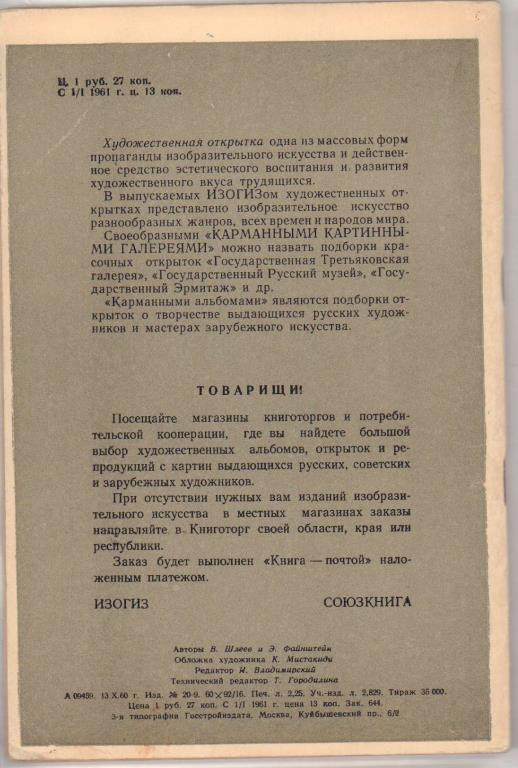 Ц. 1 руб. 27 коп.
С 1/I 1961 г. ц. 13 коп.
Художественная открытка одна из массовых форм
пропаганды изобразительного искусства и действен-
ное средство эстетического воспитания и развития
художественного вкуса трудящихся.
В выпускаемых ИЗОГИЗом художественных от-
крытках представлено изобразительное искусство
разнообразных жанров, всех времен и народов мира.
Своеобразными «КАРМАННЫМИ КАРТИННЫ-
МИ ГАЛЕРЕЯМИ» можно назвать подборки кра-
сочных открыток «Государственная Третьяковская
галерея», «Государственный Русский музей», «Госу-
дарственный Эрмитаж» и др.
«Карманными альбомами» являются подборки от-
крыток о творчестве выдающихся русских худож-
ников и мастерах зарубежного искусства.
ТОВАРИЩИ!
Посещайте магазины книготоргов и потреби-
тельской кооперации, где вы найдете большой
выбор художественных альбомов, открыток и ре-
продукций с картин выдающихся русских, советских
и зарубежных художников.
При отсутствии нужных вам изданий изобрази-
тельного искусства в местных магазинах заказы
направляйте в Книготорг своей области, края или
республики.
Заказ будет выполнен «Книга — почтой» нало-
женным платежом.
ИЗОГИЗ СОЮЗКНИГА
Авторы В. Шлеев и Э. Файнштейн
Обложка художника К. Мистакиди
Редактор И. Владимирский
Технический редактор Т. Городилина
А 09459. 13 X.60 г. Изд. № 20-9. 60×92/16. Печ. л. 2,25. Уч.-изд. л. 2,829. Тираж 35 000.
Цена 1 руб. 27 коп. С 1/I 1961 г. цена 13 коп. Зак. 644.
3-я типография Госстройиздата, Москва, Куйбышевский пр., 6/2